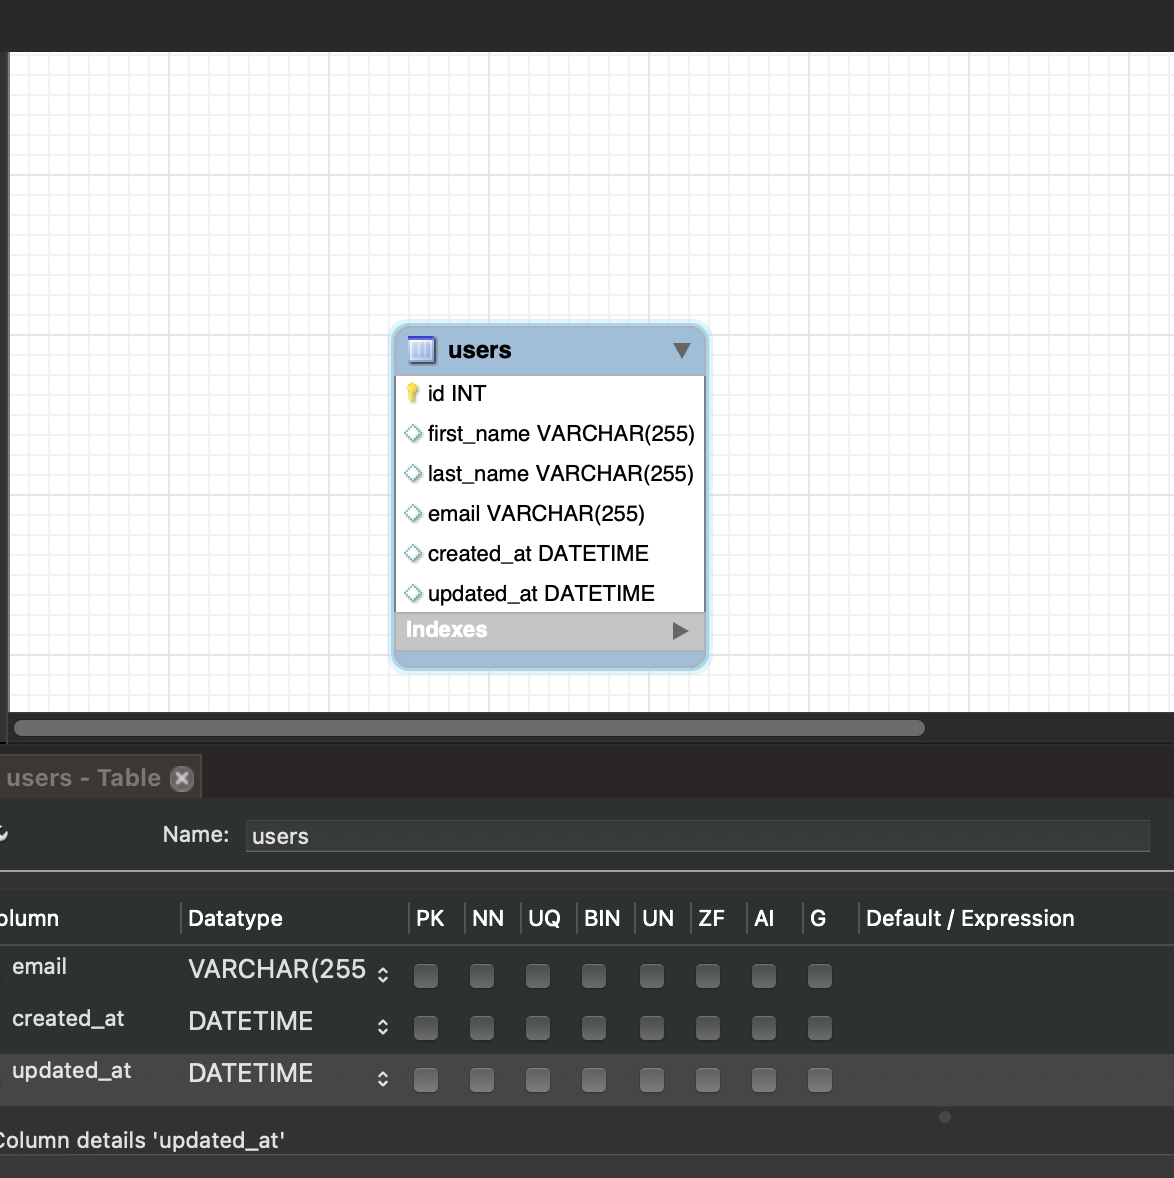 users
id INT
first_name VARCHAR(255)
last_name VARCHAR(255)
email VARCHAR(255)
created_at DATETIME
updated_at DATETIME
Indexes
users - Table
Name: users
olumn Datatype PK NN UQ BIN UN ZF AI G Default / Expression
email VARCHAR(255
created_at DATETIME
updated_at DATETIME
Column details 'updated_at'